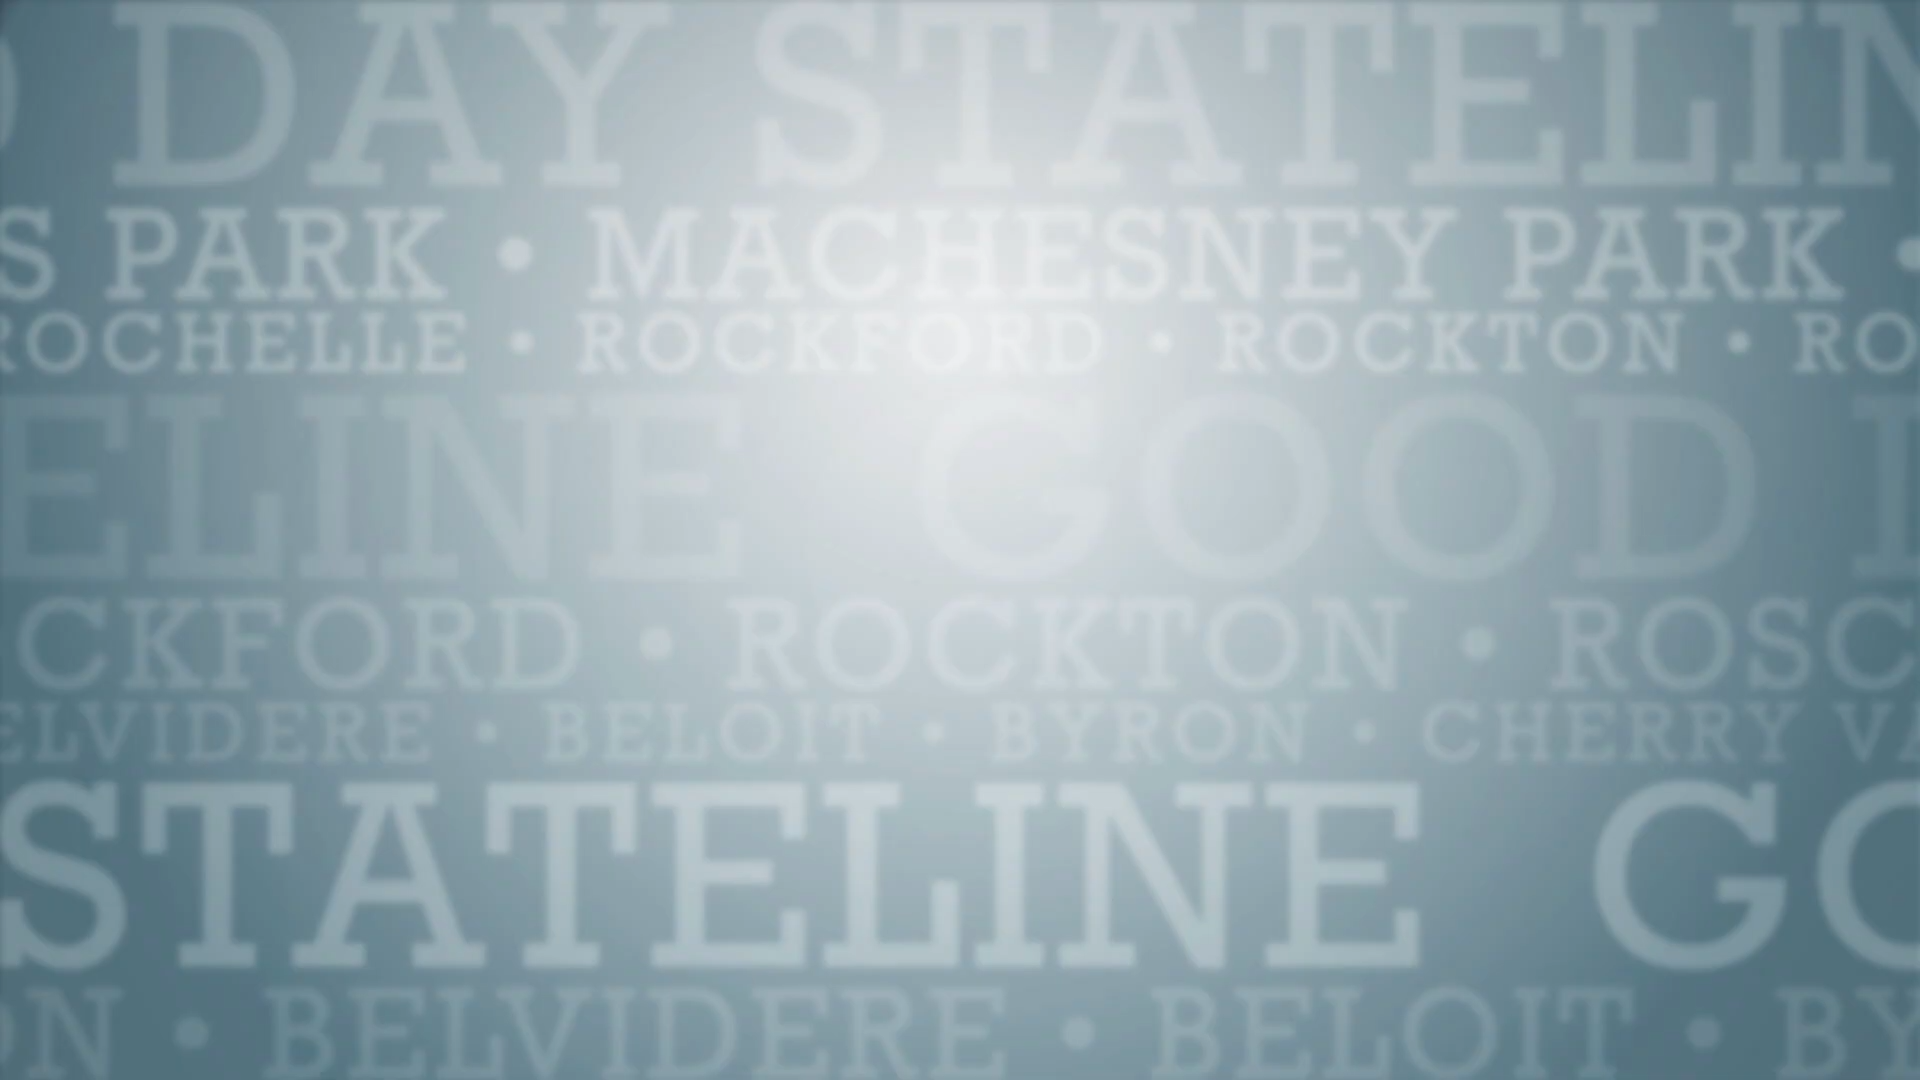 DAY STATELIN
S PARK • MACHESNEY PARK •
ROCHELLE • ROCKFORD • ROCKTON • RO
ELINE GOOD D
CKFORD • ROCKTON • ROSC
ELVIDERE • BELOIT • BYRON • CHERRY VA
STATELINE GO
ON • BELVIDERE • BELOIT • BY